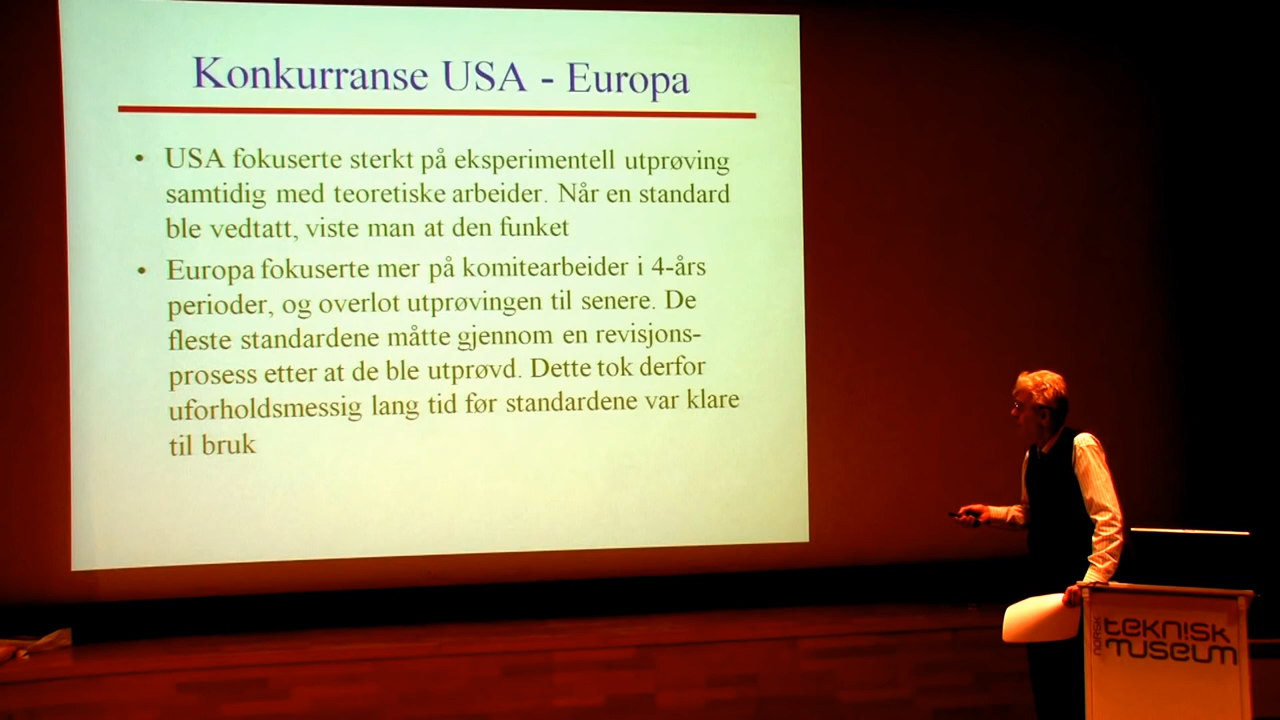 Konkurranse USA - Europa
• USA fokuserte sterkt på eksperimentell utprøving
samtidig med teoretiske arbeider. Når en standard
ble vedtatt, viste man at den funket
• Europa fokuserte mer på komitearbeider i 4-års
perioder, og overlot utprøvingen til senere. De
fleste standardene måtte gjennom en revisjons-
prosess etter at de ble utprøvd. Dette tok derfor
uforholdsmessig lang tid før standardene var klare
til bruk
NORSK
teknisk
museum